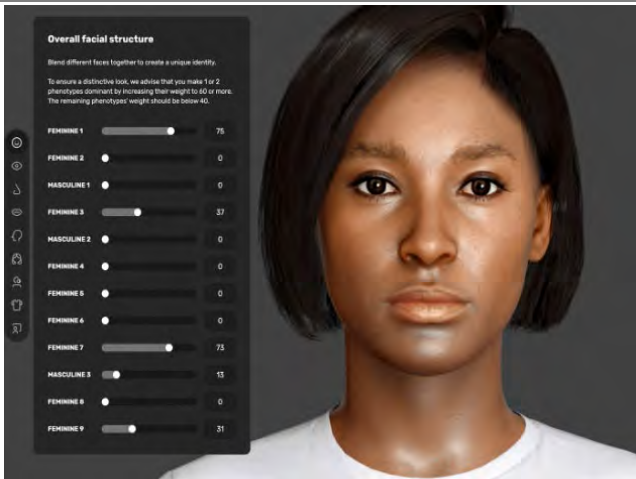 Overall facial structure
Blend different faces together to create a unique identity.
To ensure a distinctive look, we advise that you make 1 or 2
phenotypes dominant by increasing their weight to 60 or more.
The remaining phenotypes' weight should be below 40.
FEMININE 1 75
FEMININE 2 0
MASCULINE 1 0
FEMININE 3 37
MASCULINE 2 0
FEMININE 4 0
FEMININE 5 0
FEMININE 6 0
FEMININE 7 73
MASCULINE 3 13
FEMININE 8 0
FEMININE 9 31